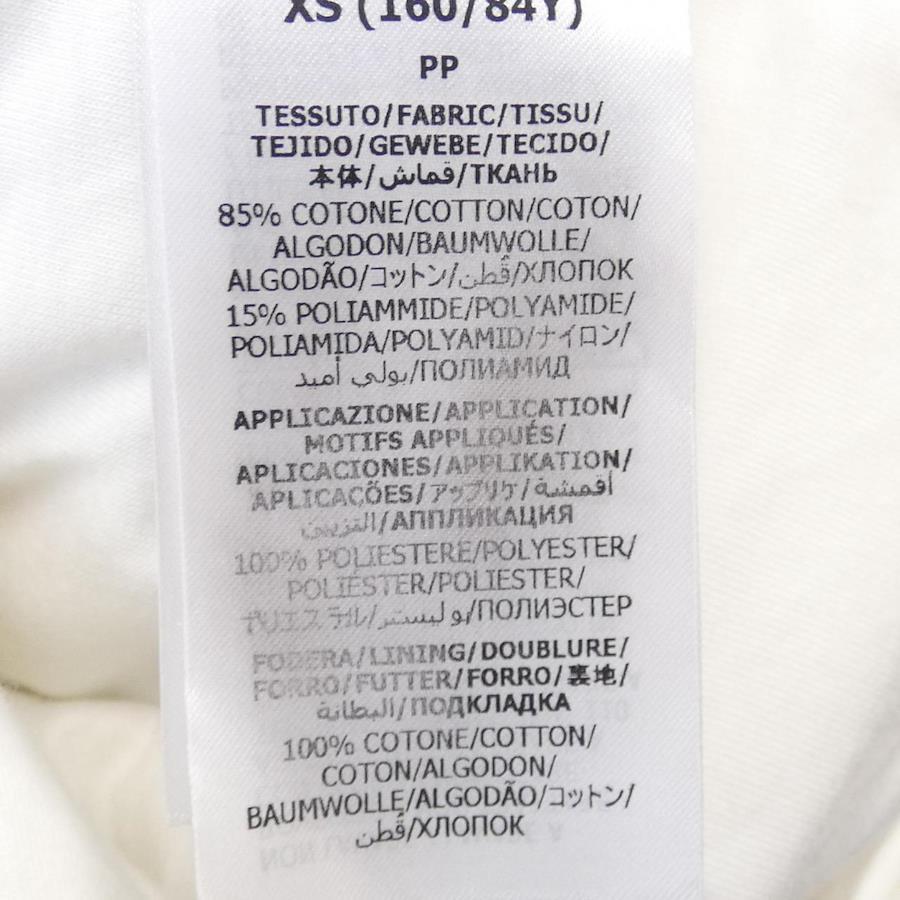 XS (160/84Y)
PP
TESSUTO/FABRIC/TISSU/
TEJIDO/GEWEBE/TECIDO/
本体/قماش/ТКАНЬ
85% COTONE/COTTON/COTON/
ALGODON/BAUMWOLLE/
ALGODÃO/コットン/قُطن/ХЛОПОК
15% POLIAMMIDE/POLYAMIDE/
POLIAMIDA/POLYAMID/ナイロン/
بولي أميد/ПОЛИАМИД
APPLICAZIONE/APPLICATION/
MOTIFS APPLIQUÉS/
APLICACIONES/APPLIKATION/
APLICAÇÕES/アップリケ/أقمشة
التزيين/АППЛИКАЦИЯ
100% POLIESTERE/POLYESTER/
POLIÉSTER/POLIESTER/
ポリエステル/بوليستر/ПОЛИЭСТЕР
FODERA/LINING/DOUBLURE/
FORRO/FUTTER/FORRO/裏地/
البطانة/ПОДКЛАДКА
100% COTONE/COTTON/
COTON/ALGODON/
BAUMWOLLE/ALGODÃO/コットン/
قُطن/ХЛОПОК